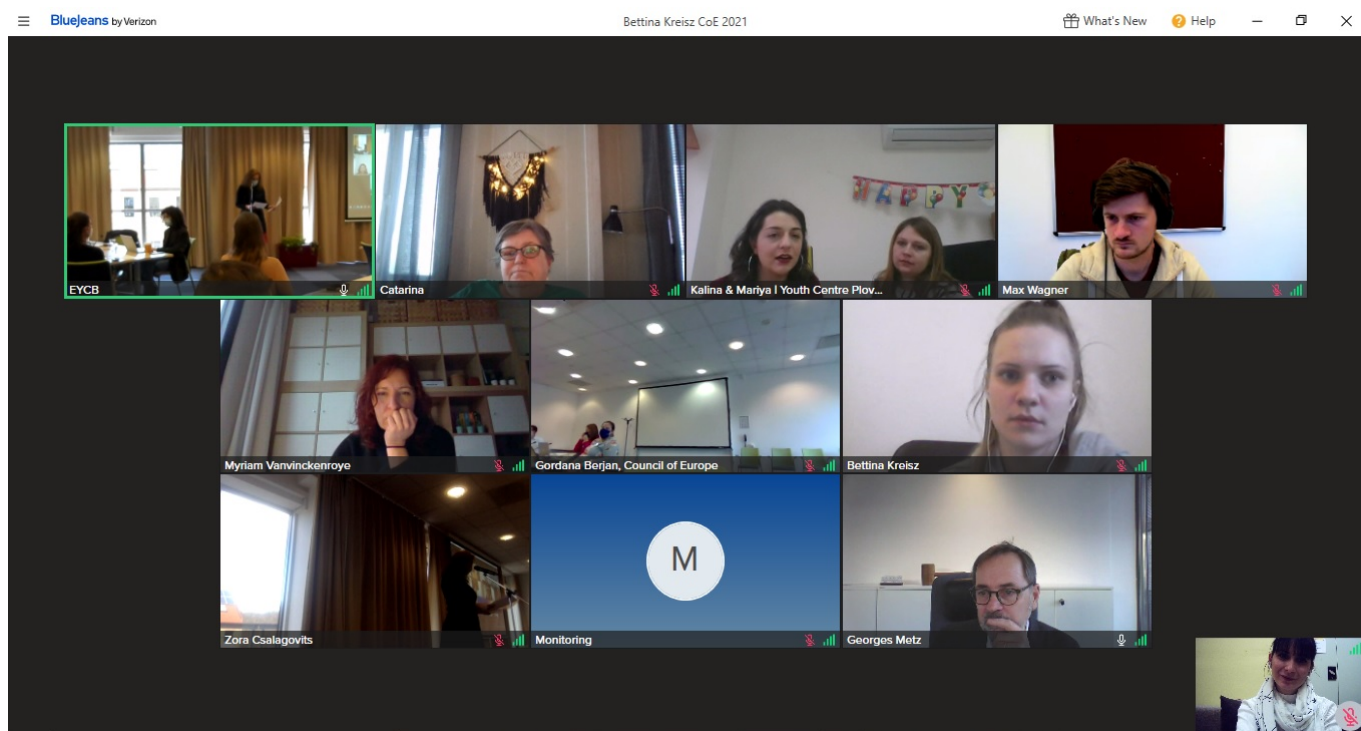 BlueJeans by Verizon
Bettina Kreisz CoE 2021
What's New
Help
HAPPY
EYCB
Catarina
Kalina & Mariya I Youth Centre Plov...
Max Wagner
Myriam Vanvinckenroye
Gordana Berjan, Council of Europe
Bettina Kreisz
M
Zora Csalagovits
Monitoring
Georges Metz